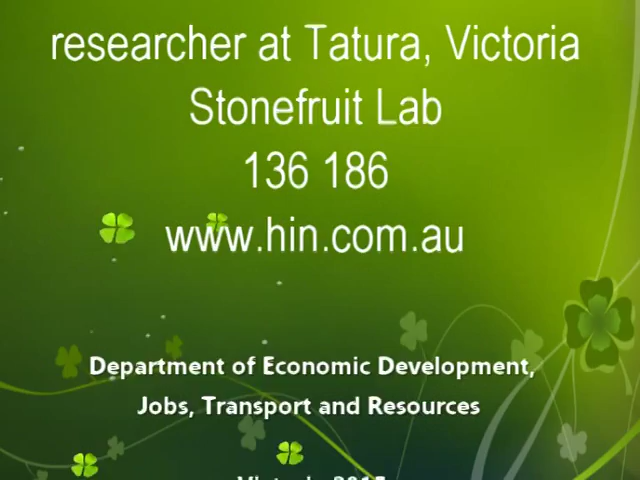 researcher at Tatura, Victoria
Stonefruit Lab
136 186
www.hin.com.au
Department of Economic Development,
Jobs, Transport and Resources